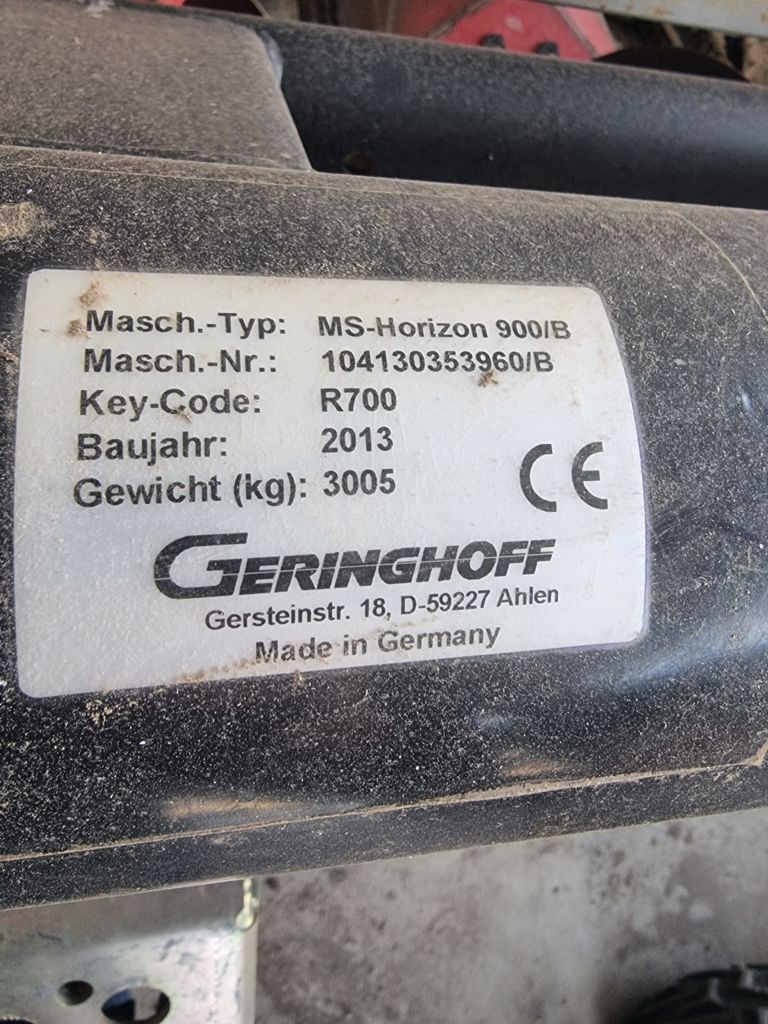 Masch.-Typ: MS-Horizon 900/B
Masch.-Nr.: 104130353960/B
Key-Code: R700
Baujahr: 2013
Gewicht (kg): 3005
CE
GERINGHOFF
Gersteinstr. 18, D-59227 Ahlen
Made in Germany